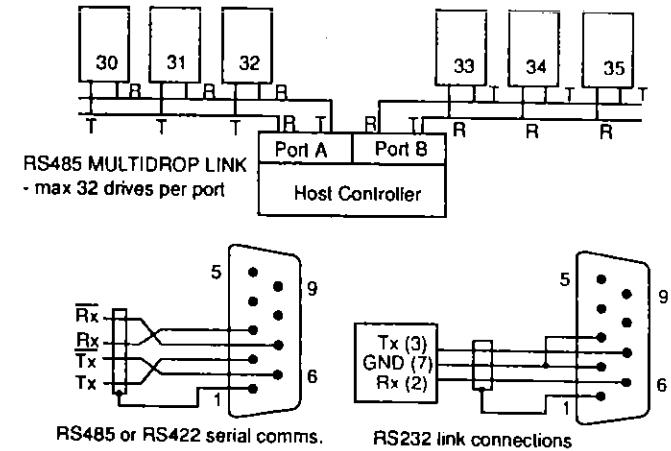 30 31 32
33 34 35
R R R
T T T
T T T
R R R
R T
R T
Port A Port B
Host Controller
RS485 MULTIDROP LINK
- max 32 drives per port
5
9
R̅x̅
Rx
T̅x̅
Tx
6
1
RS485 or RS422 serial comms.
5
9
Tx (3)
GND (7)
Rx (2)
6
1
RS232 link connections